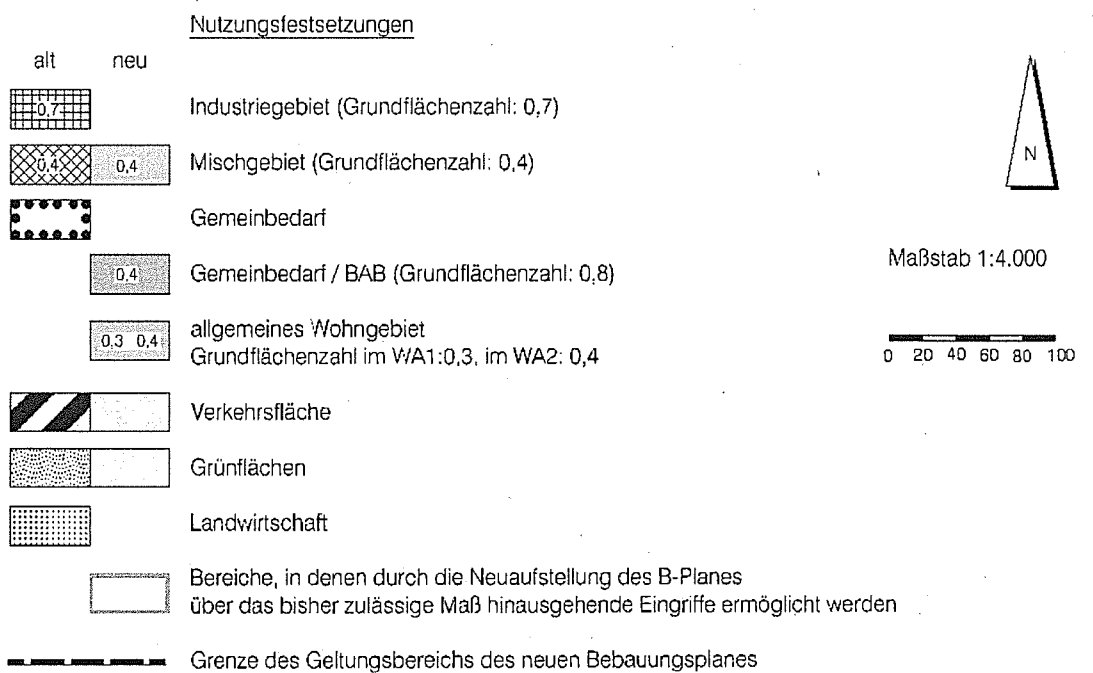 Nutzungsfestsetzungen
alt neu
0,7 Industriegebiet (Grundflächenzahl: 0,7)
0,4 0,4 Mischgebiet (Grundflächenzahl: 0,4)
N
Gemeinbedarf
0,4 Gemeinbedarf / BAB (Grundflächenzahl: 0,8)
Maßstab 1:4.000
0,3 0,4 allgemeines Wohngebiet
Grundflächenzahl im WA1:0,3, im WA2: 0,4
0 20 40 60 80 100
Verkehrsfläche
Grünflächen
Landwirtschaft
Bereiche, in denen durch die Neuaufstellung des B-Planes
über das bisher zulässige Maß hinausgehende Eingriffe ermöglicht werden
Grenze des Geltungsbereichs des neuen Bebauungsplanes